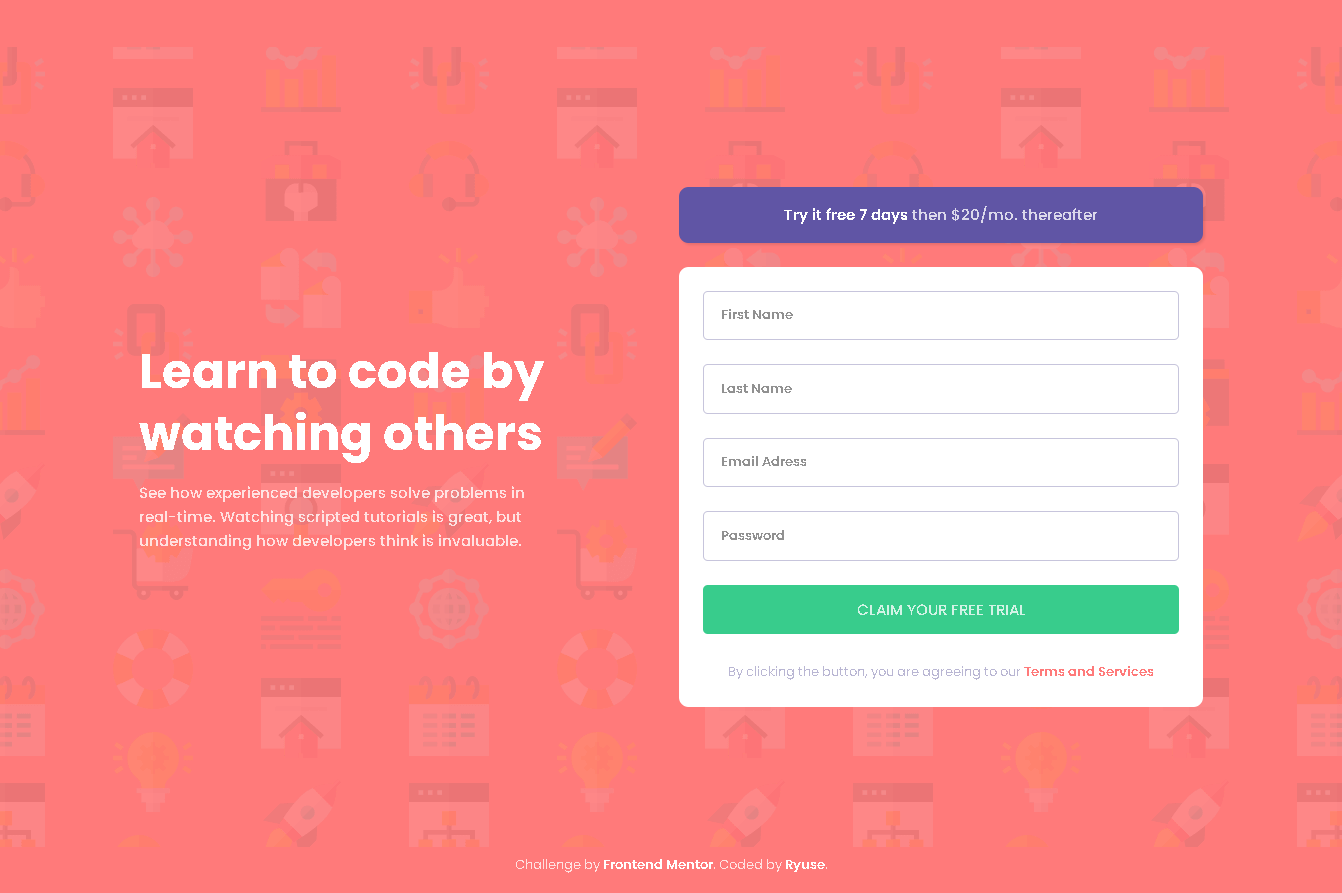 Learn to code by
watching others
See how experienced developers solve problems in
real-time. Watching scripted tutorials is great, but
understanding how developers think is invaluable.
Try it free 7 days then $20/mo. thereafter
First Name
Last Name
Email Adress
Password
CLAIM YOUR FREE TRIAL
By clicking the button, you are agreeing to our Terms and Services
Challenge by Frontend Mentor. Coded by Ryuse.